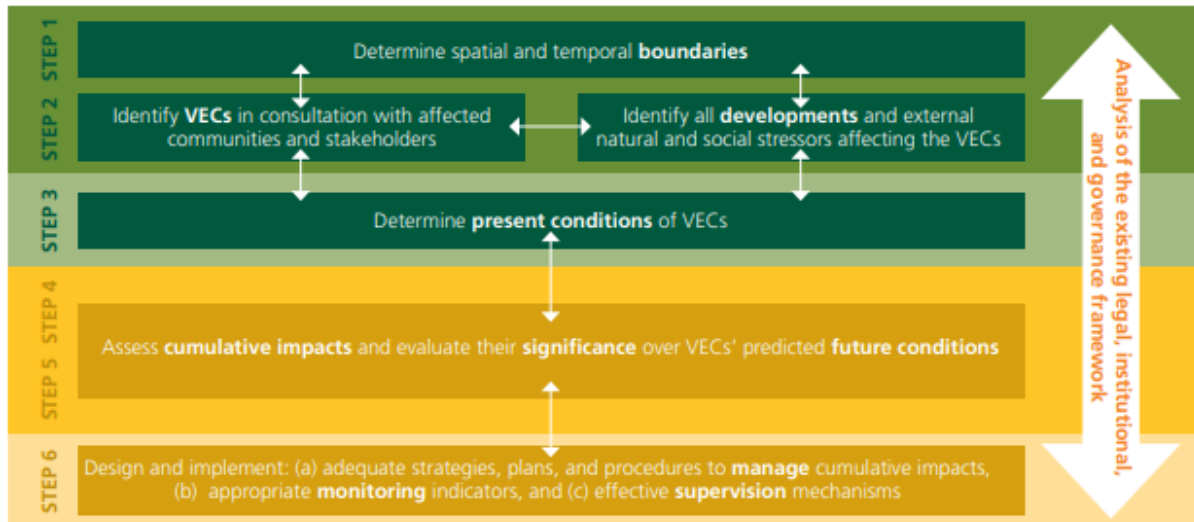 STEP 1
Determine spatial and temporal boundaries
STEP 2
Identify VECs in consultation with affected
communities and stakeholders
Identify all developments and external
natural and social stressors affecting the VECs
STEP 3
Determine present conditions of VECs
STEP 4
STEP 5
Assess cumulative impacts and evaluate their significance over VECs’ predicted future conditions
STEP 6
Design and implement: (a) adequate strategies, plans, and procedures to manage cumulative impacts,
(b) appropriate monitoring indicators, and (c) effective supervision mechanisms
Analysis of the existing legal, institutional,
and governance framework